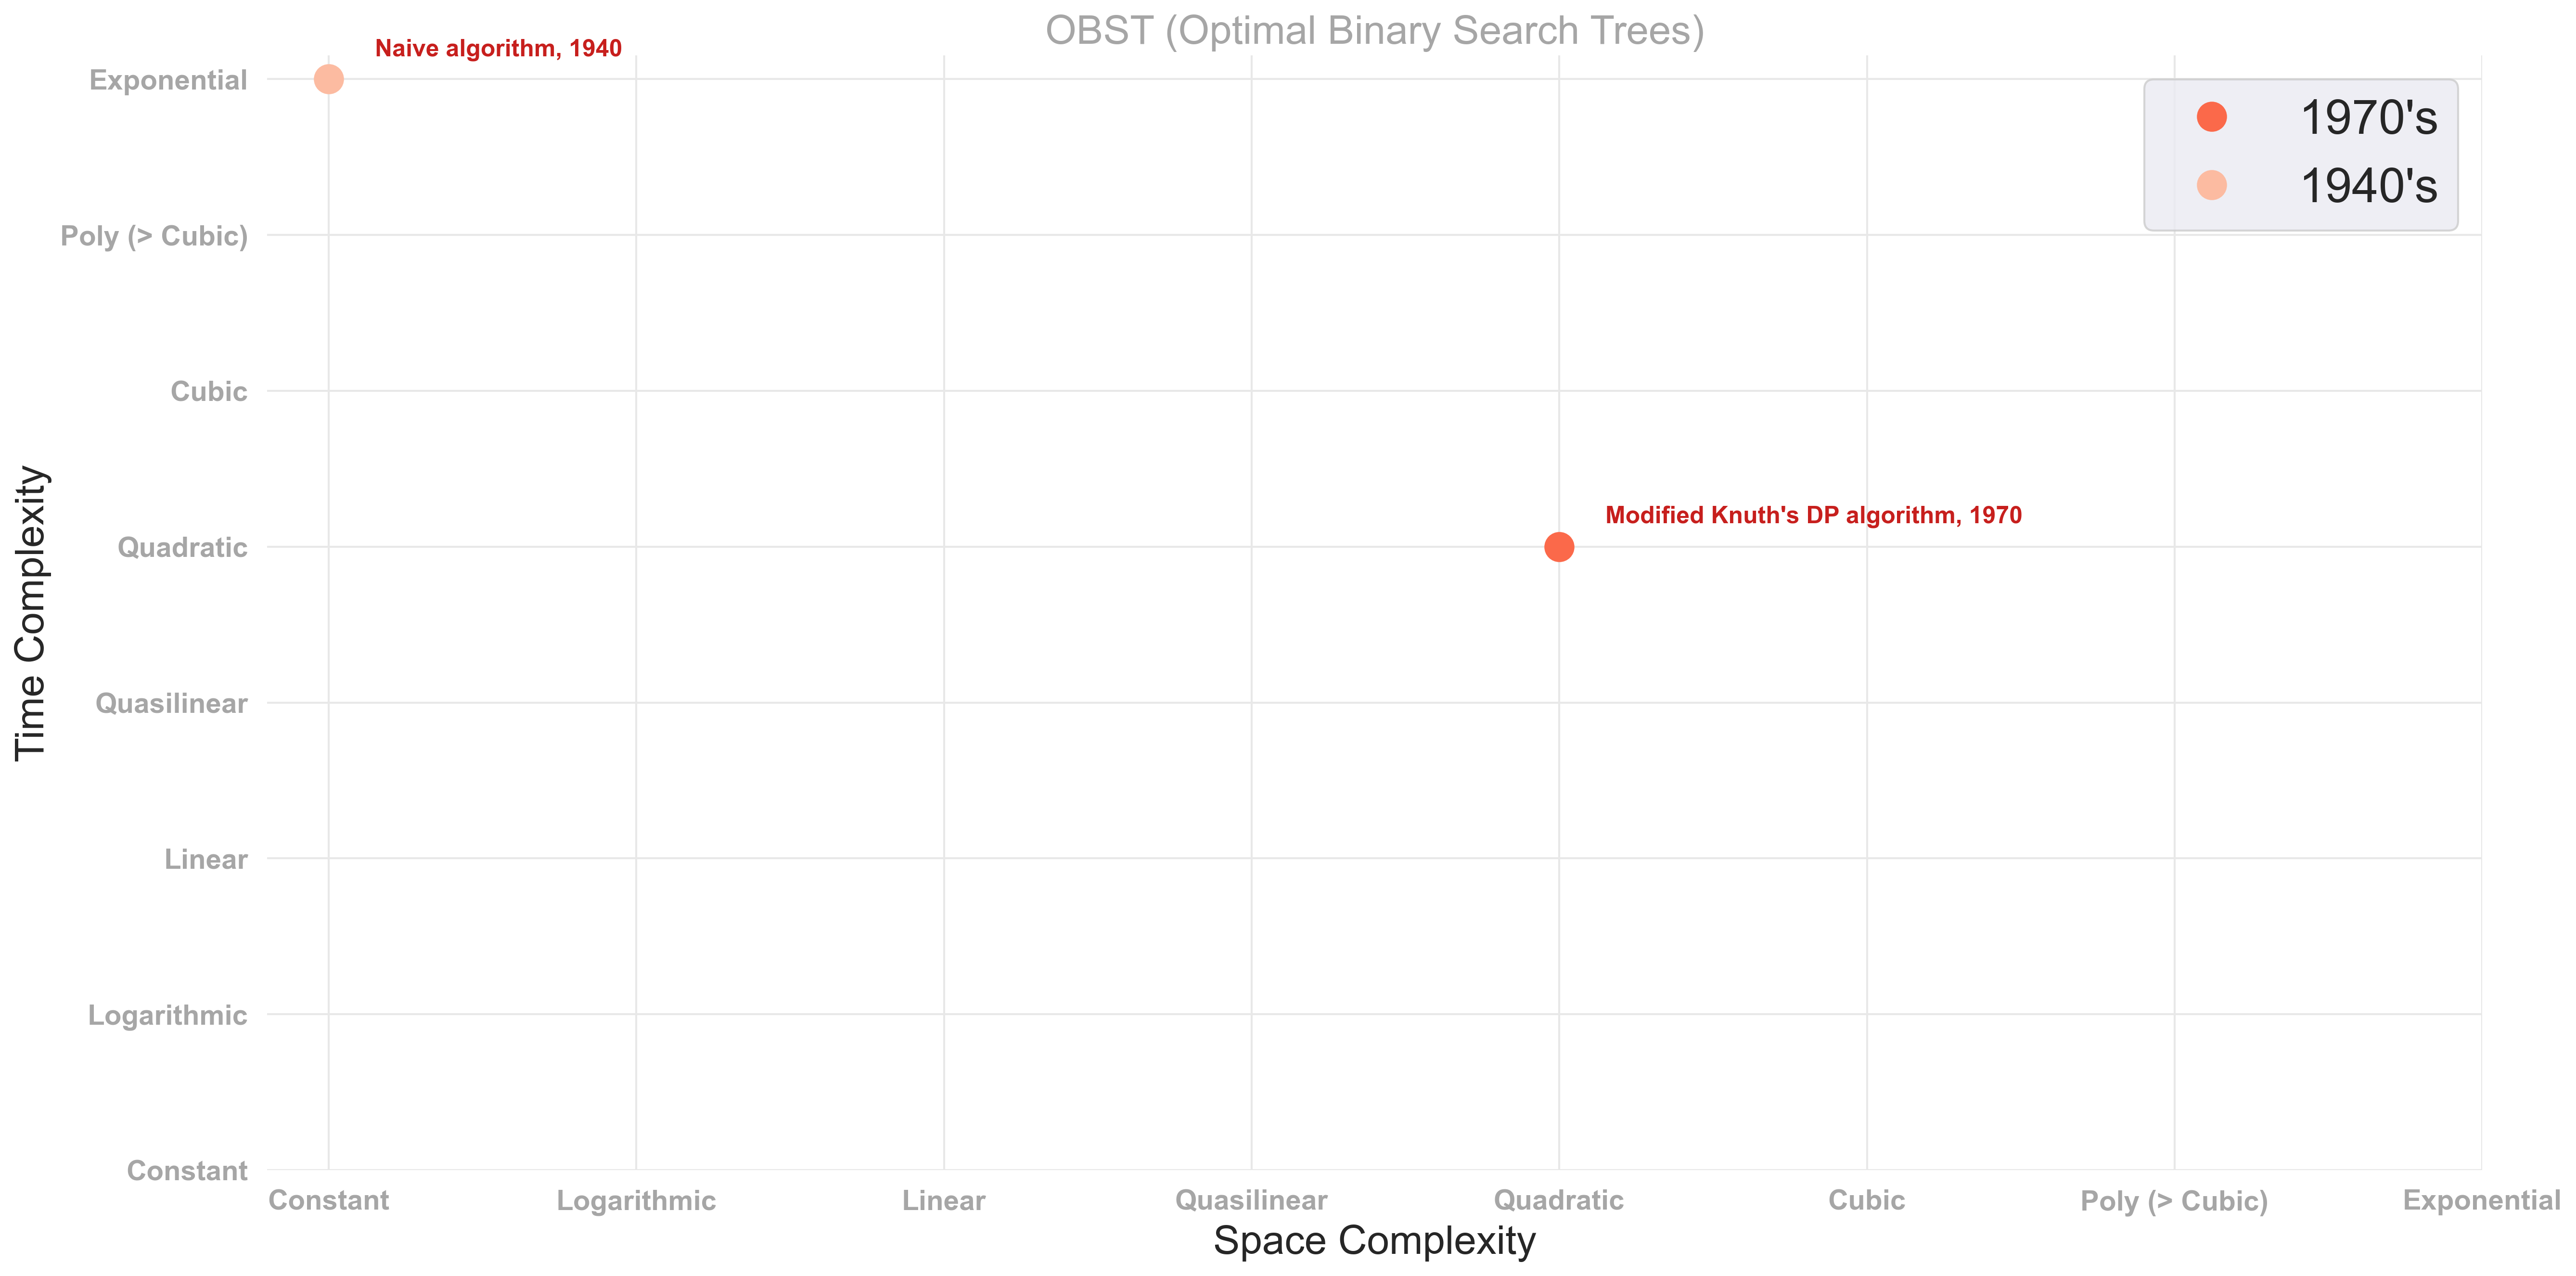 OBST (Optimal Binary Search Trees)
Naive algorithm, 1940
Exponential
1970's
1940's
Poly (> Cubic)
Cubic
Modified Knuth's DP algorithm, 1970
Quadratic
Time Complexity
Quasilinear
Linear
Logarithmic
Constant
Constant
Logarithmic
Linear
Quasilinear
Quadratic
Cubic
Poly (> Cubic)
Exponential
Space Complexity